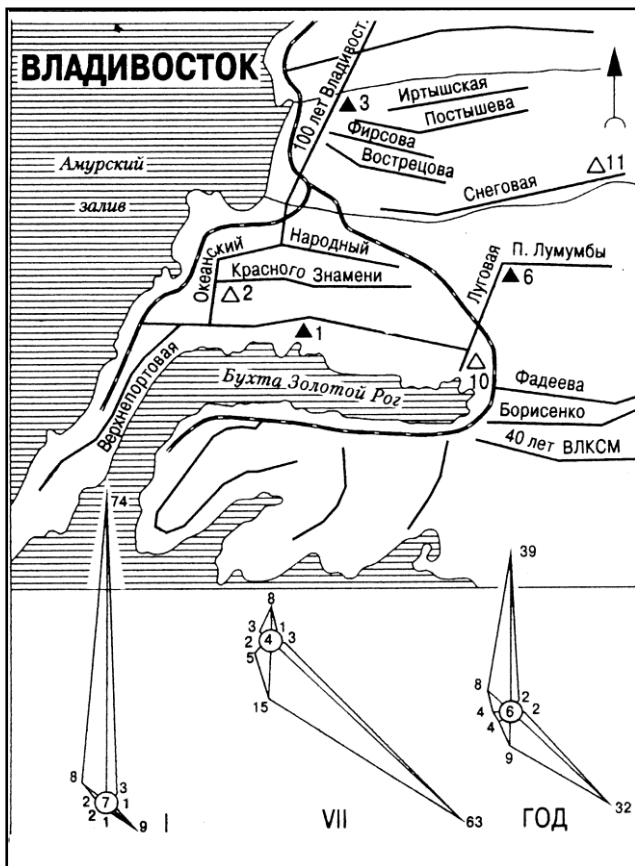 ВЛАДИВОСТОК
100 лет Владивост.
▲ 3
Иртышская
Постышева
Фирсова
Вострецова
△ 11
Снеговая
Амурский
залив
Океанский
Народный
Красного Знамени
△ 2
П. Лумумбы
Луговая
▲ 6
▲ 1
△ 10
Верхнепортовая
Бухта Золотой Рог
Фадеева
Борисенко
40 лет ВЛКСМ
74
8
3
2
7
1
2
1
9
I
8
3
1
2
4
3
5
15
63
VII
39
8
2
4
6
2
4
9
32
ГОД